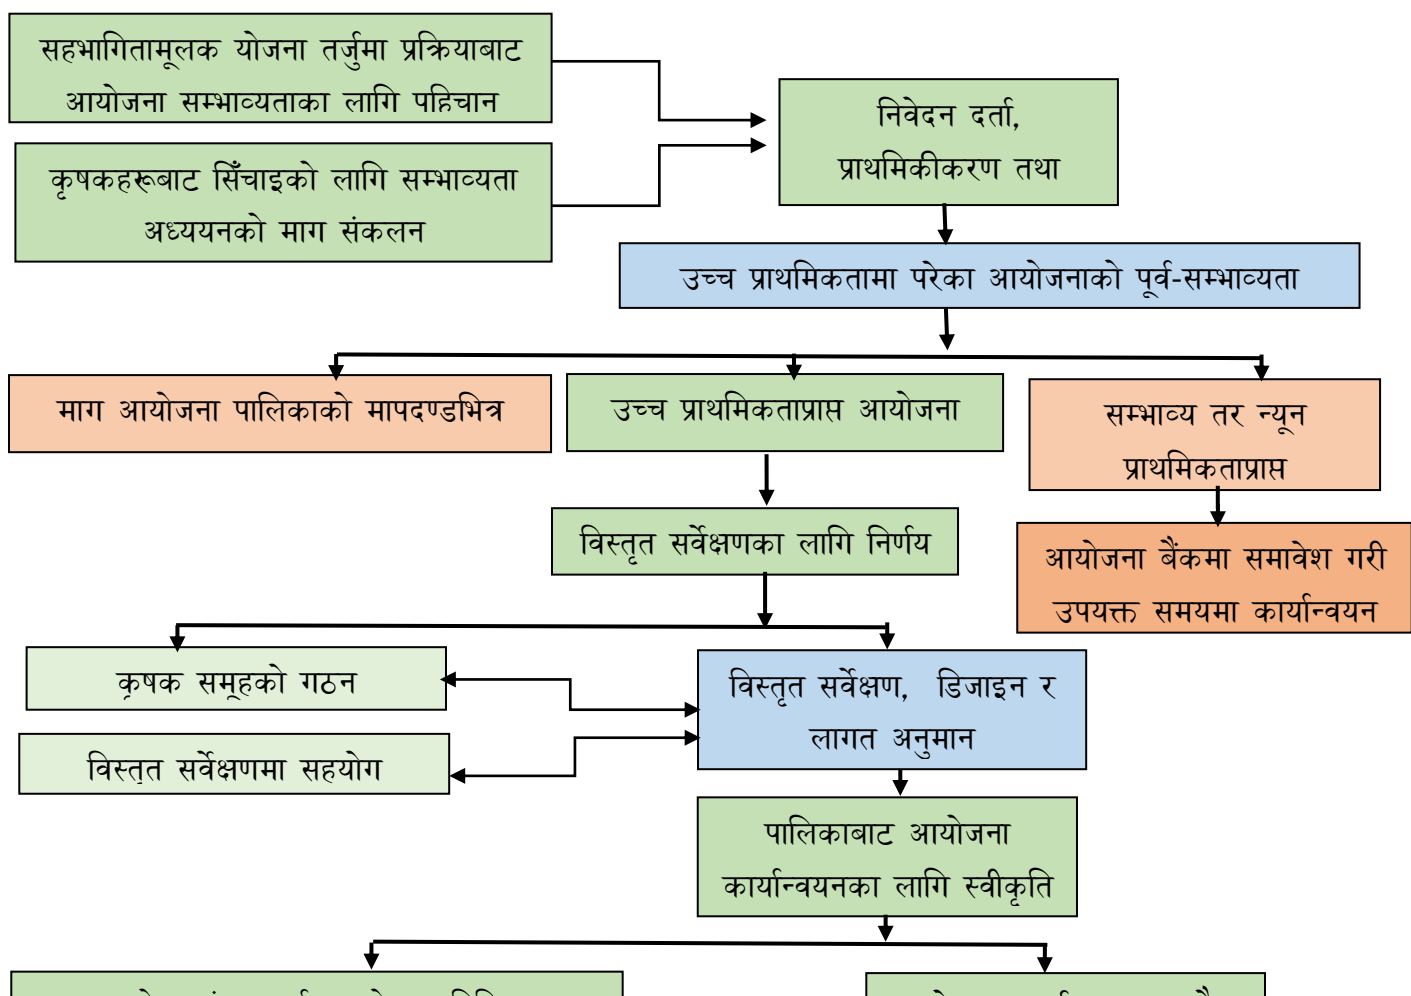 सहभागितामूलक योजना तर्जुमा प्रक्रियाबाट
आयोजना सम्भाव्यताका लागि पहिचान
कृषकहरूबाट सिँचाइको लागि सम्भाव्यता
अध्ययनको माग संकलन
निवेदन दर्ता,
प्राथमिकीकरण तथा
उच्च प्राथमिकतामा परेका आयोजनाको पूर्व-सम्भाव्यता
माग आयोजना पालिकाको मापदण्डभित्र
उच्च प्राथमिकताप्राप्त आयोजना
सम्भाव्य तर न्यून
प्राथमिकताप्राप्त
विस्तृत सर्वेक्षणका लागि निर्णय
आयोजना बैंकमा समावेश गरी
उपयक्त समयमा कार्यान्वयन
कृषक समूहको गठन
विस्तृत सर्वेक्षणमा सहयोग
विस्तृत सर्वेक्षण, डिजाइन र
लागत अनुमान
पालिकाबाट आयोजना
कार्यान्वयनका लागि स्वीकृति